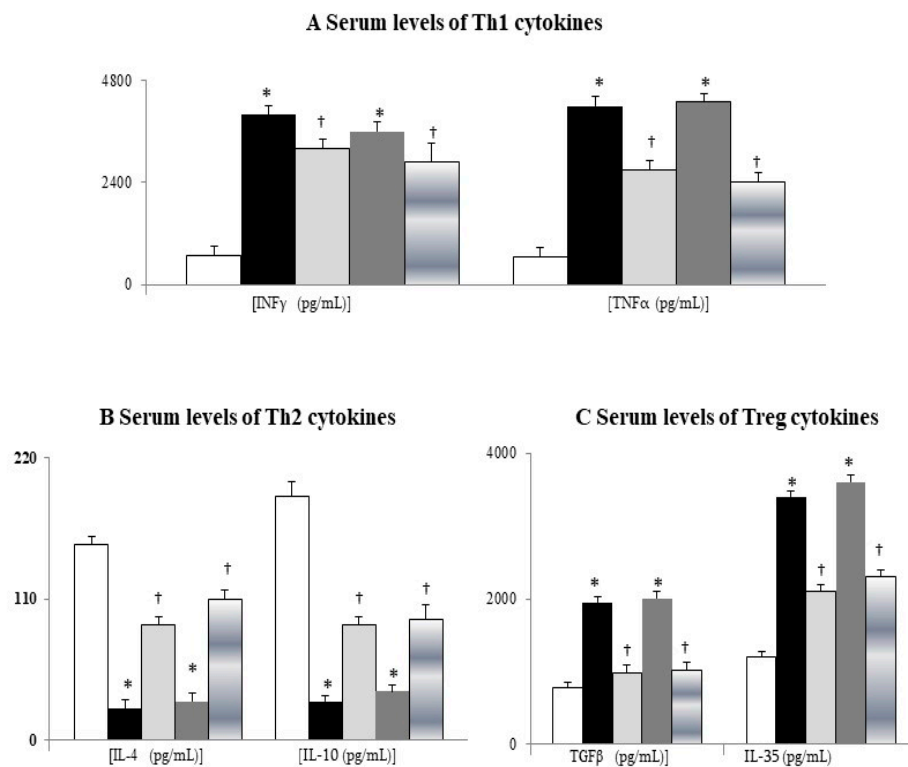 A Serum levels of Th1 cytokines
4800
* † * †
* † * †
2400
0
[INFγ (pg/mL)] [TNFα (pg/mL)]
B Serum levels of Th2 cytokines
220
* † * †
* † * †
110
0
[IL-4 (pg/mL)] [IL-10 (pg/mL)]
C Serum levels of Treg cytokines
4000
* † * †
* † * †
2000
0
TGFβ (pg/mL)] IL-35 (pg/mL)